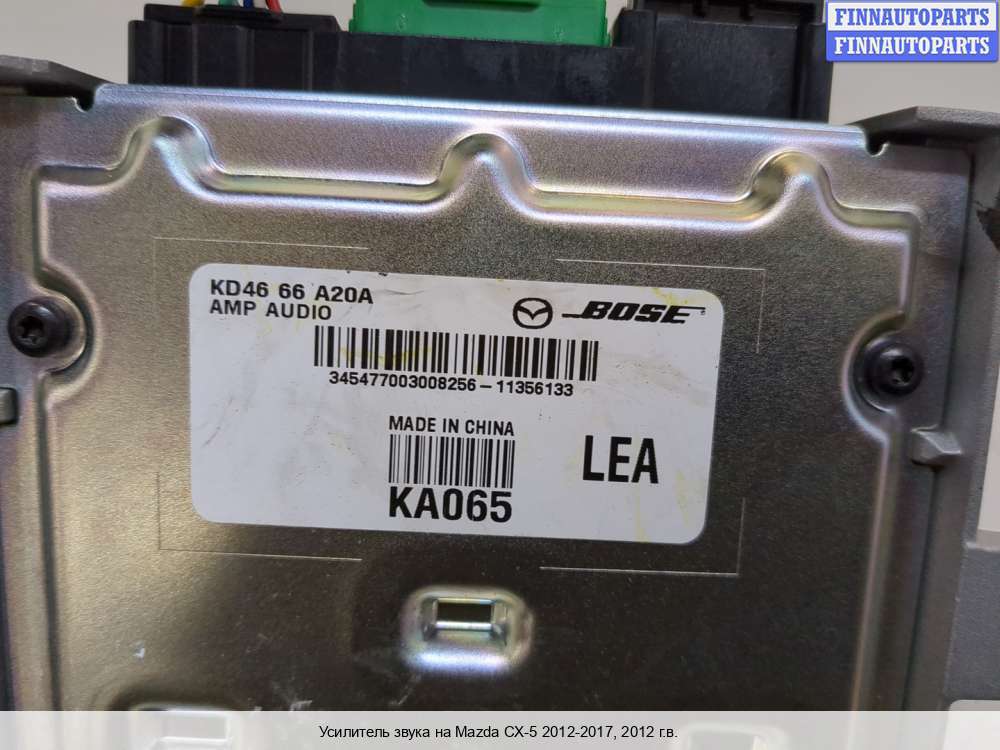 FINNAUTOPARTS
FINNAUTOPARTS
KD46 66 A20A
AMP AUDIO
BOSE
345477003008256-11356133
MADE IN CHINA
KA065
LEA
Усилитель звука на Mazda CX-5 2012-2017, 2012 г.в.